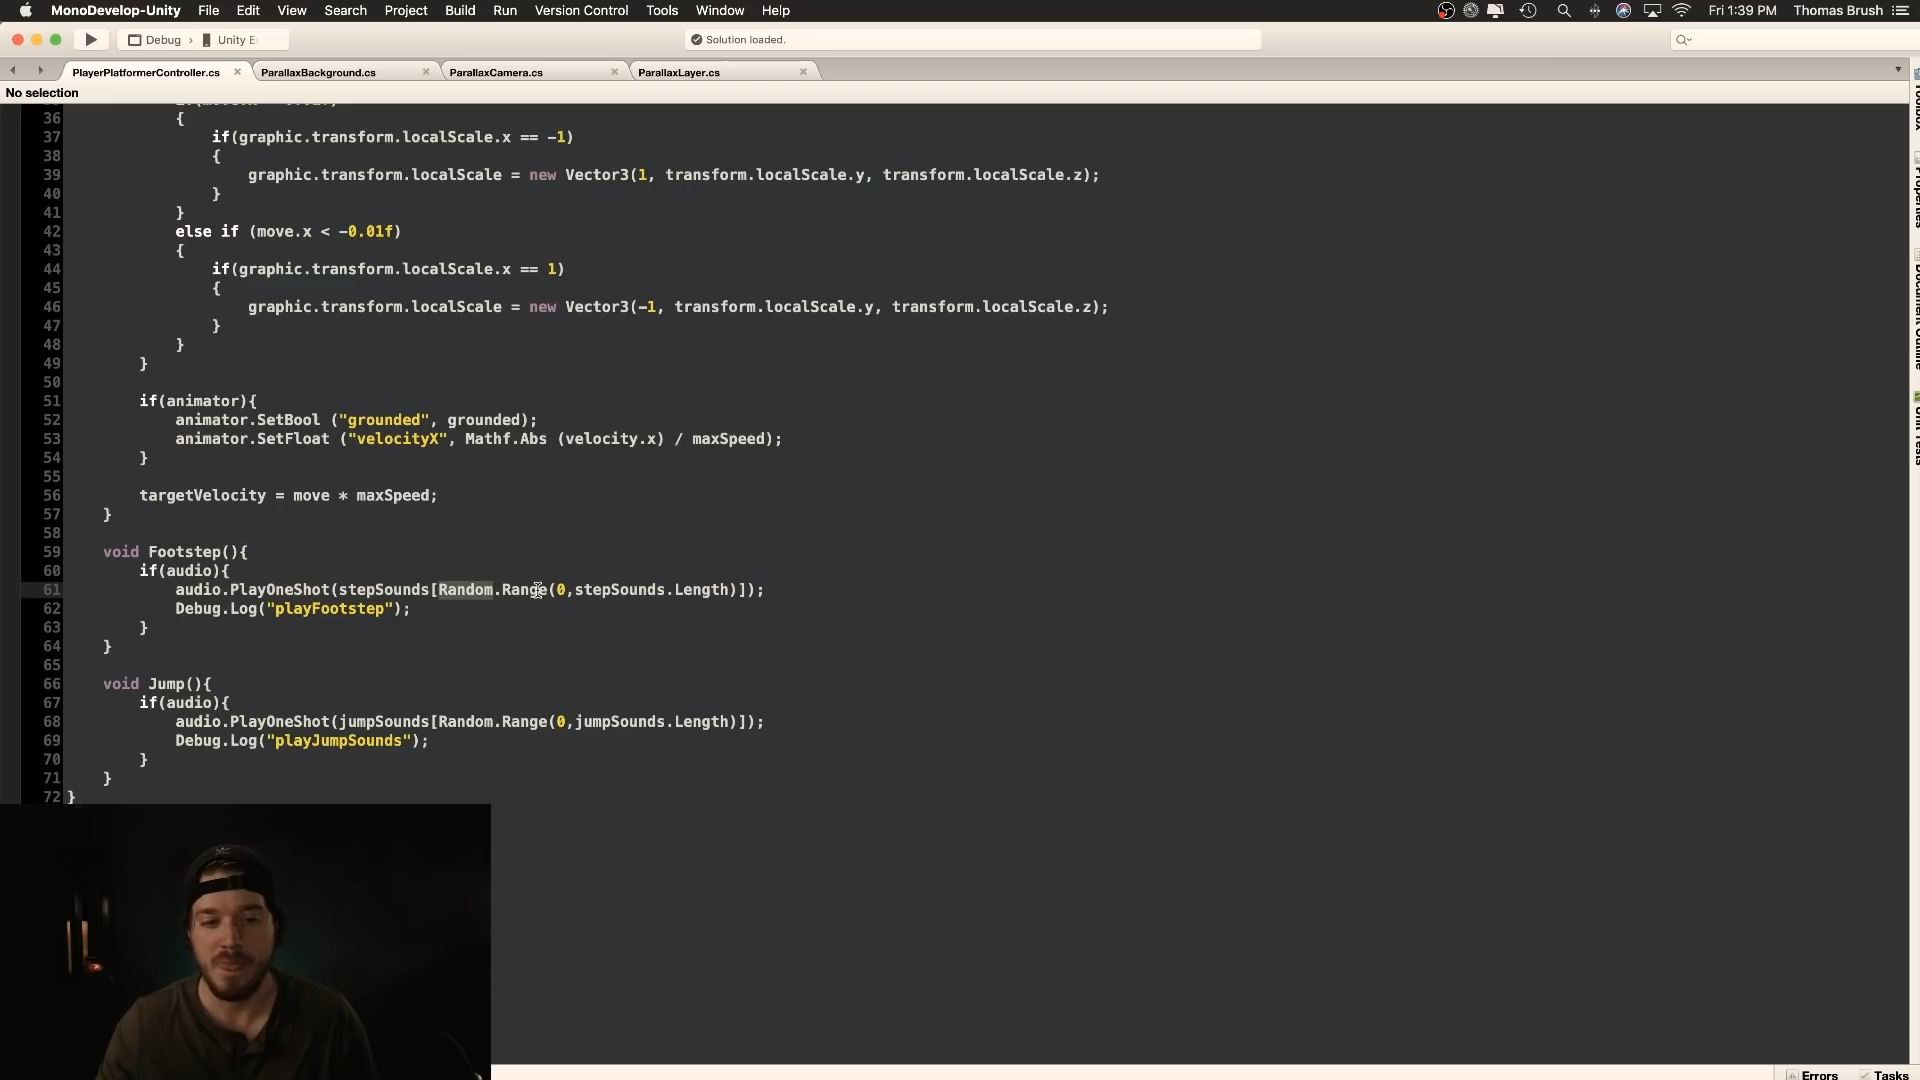 MonoDevelop-Unity File Edit View Search Project Build Run Version Control Tools Window Help Fri 1:39 PM Thomas Brush
Debug › Unity E
Solution loaded.
PlayerPlatformerController.cs ParallaxBackground.cs ParallaxCamera.cs ParallaxLayer.cs
No selection
36 {
37 if(graphic.transform.localScale.x == -1)
38 {
39 graphic.transform.localScale = new Vector3(1, transform.localScale.y, transform.localScale.z);
40 }
41 }
42 else if (move.x < -0.01f)
43 {
44 if(graphic.transform.localScale.x == 1)
45 {
46 graphic.transform.localScale = new Vector3(-1, transform.localScale.y, transform.localScale.z);
47 }
48 }
49 }
50
51 if(animator){
52 animator.SetBool ("grounded", grounded);
53 animator.SetFloat ("velocityX", Mathf.Abs (velocity.x) / maxSpeed);
54 }
55
56 targetVelocity = move * maxSpeed;
57 }
58
59 void Footstep(){
60 if(audio){
61 audio.PlayOneShot(stepSounds[Random.Range(0,stepSounds.Length)]);
62 Debug.Log("playFootstep");
63 }
64 }
65
66 void Jump(){
67 if(audio){
68 audio.PlayOneShot(jumpSounds[Random.Range(0,jumpSounds.Length)]);
69 Debug.Log("playJumpSounds");
70 }
71 }
72 }
Properties
Document Outline
Unit Tests
Errors Tasks